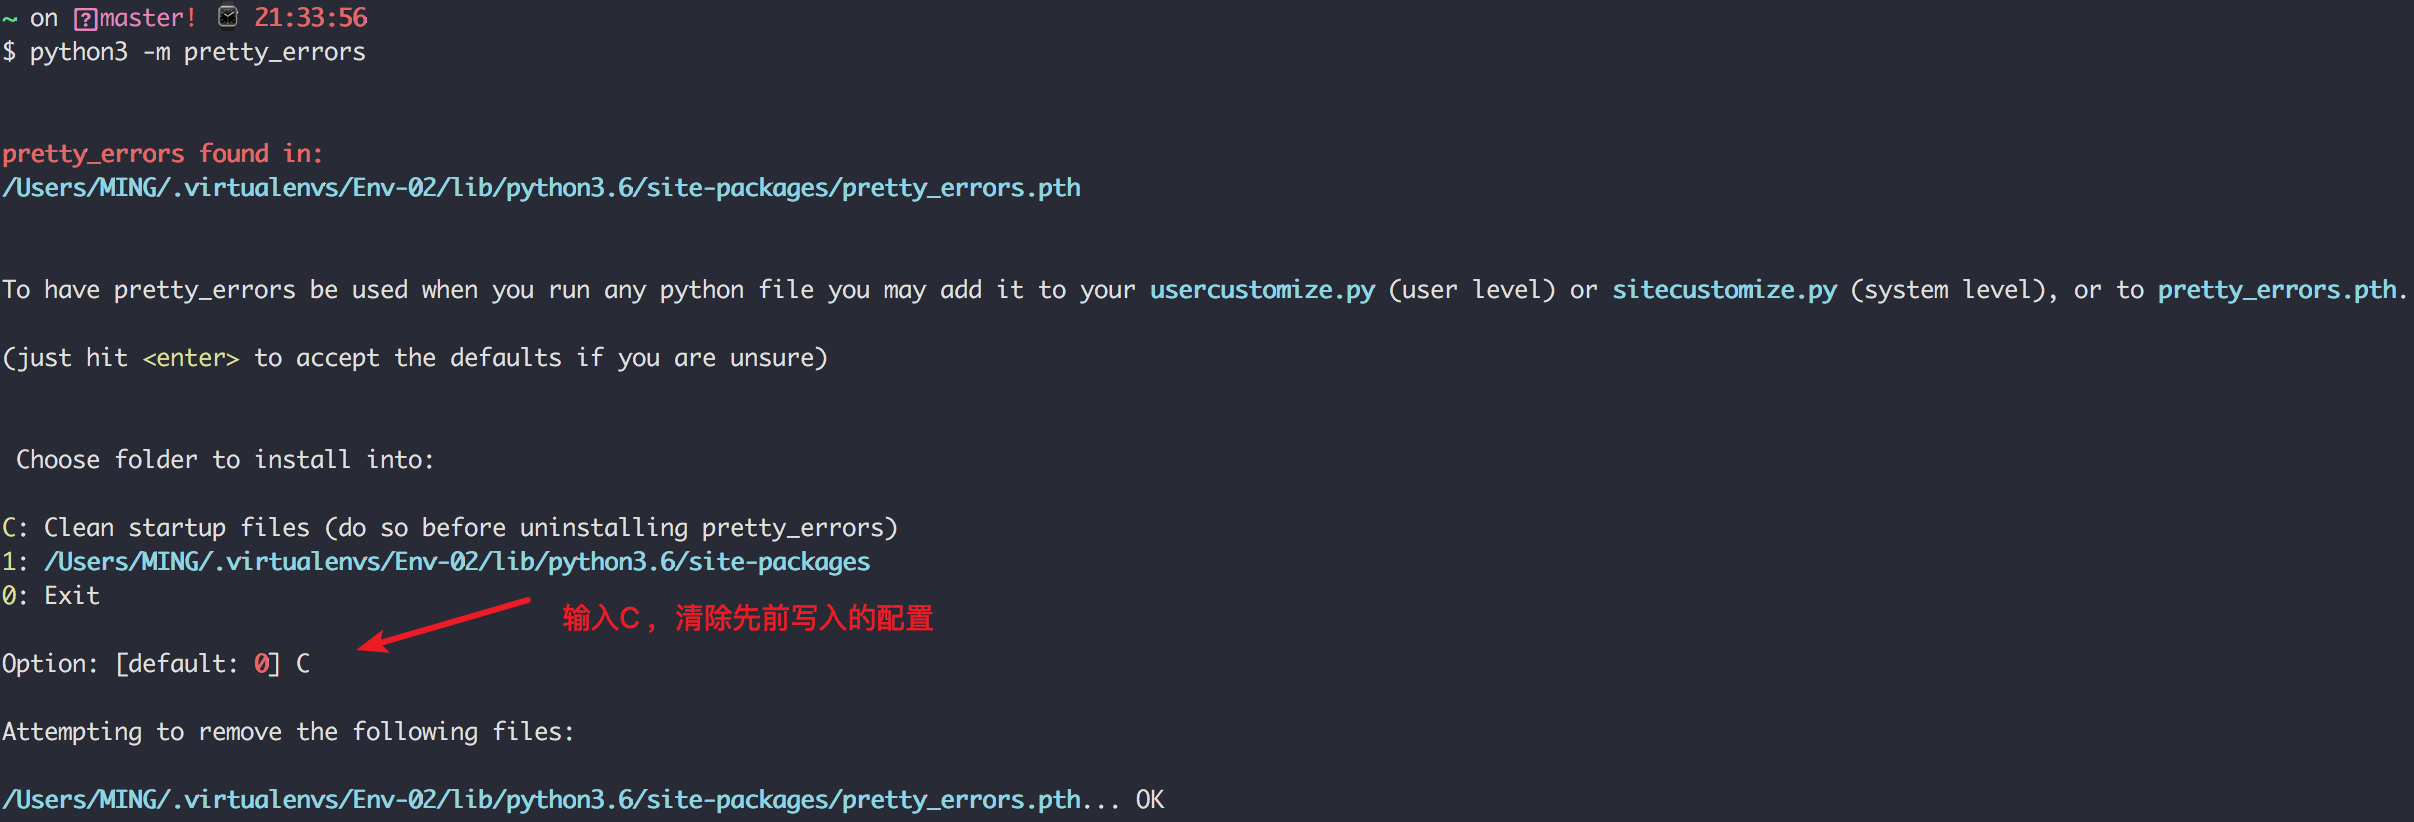 ~ on ?master! 21:33:56
$ python3 -m pretty_errors
pretty_errors found in:
/Users/MING/.virtualenvs/Env-02/lib/python3.6/site-packages/pretty_errors.pth
To have pretty_errors be used when you run any python file you may add it to your usercustomize.py (user level) or sitecustomize.py (system level), or to pretty_errors.pth.
(just hit <enter> to accept the defaults if you are unsure)
Choose folder to install into:
C: Clean startup files (do so before uninstalling pretty_errors)
1: /Users/MING/.virtualenvs/Env-02/lib/python3.6/site-packages
0: Exit
输入C，清除先前写入的配置
Option: [default: 0] C
Attempting to remove the following files:
/Users/MING/.virtualenvs/Env-02/lib/python3.6/site-packages/pretty_errors.pth... OK